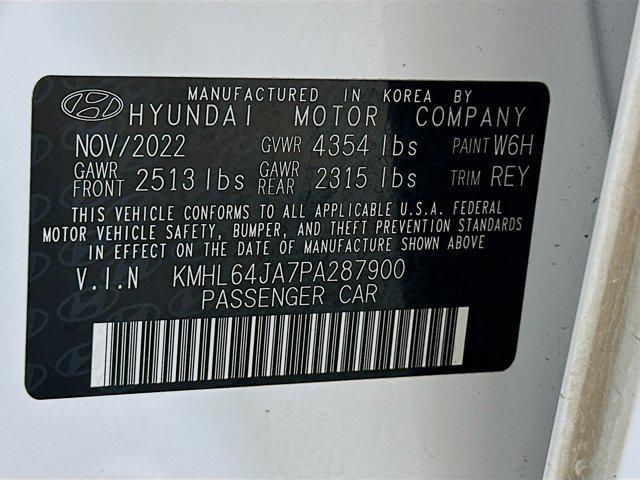 MANUFACTURED IN KOREA BY
HYUNDAI MOTOR COMPANY
NOV/2022 GVWR 4354 lbs PAINT W6H
GAWR FRONT 2513 lbs GAWR REAR 2315 lbs TRIM REY
THIS VEHICLE CONFORMS TO ALL APPLICABLE U.S.A. FEDERAL
MOTOR VEHICLE SAFETY, BUMPER, AND THEFT PREVENTION STANDARDS
IN EFFECT ON THE DATE OF MANUFACTURE SHOWN ABOVE
V.I.N KMHL64JA7PA287900
PASSENGER CAR